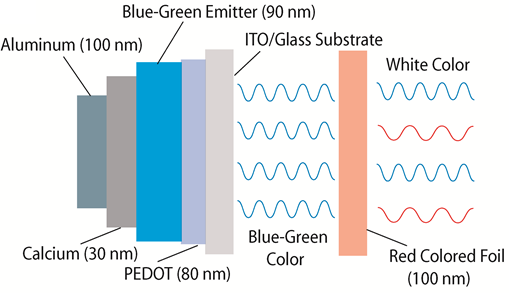 Blue-Green Emitter (90 nm)
Aluminum (100 nm)
ITO/Glass Substrate
White Color
Calcium (30 nm)
PEDOT (80 nm)
Blue-Green
Color
Red Colored Foil
(100 nm)